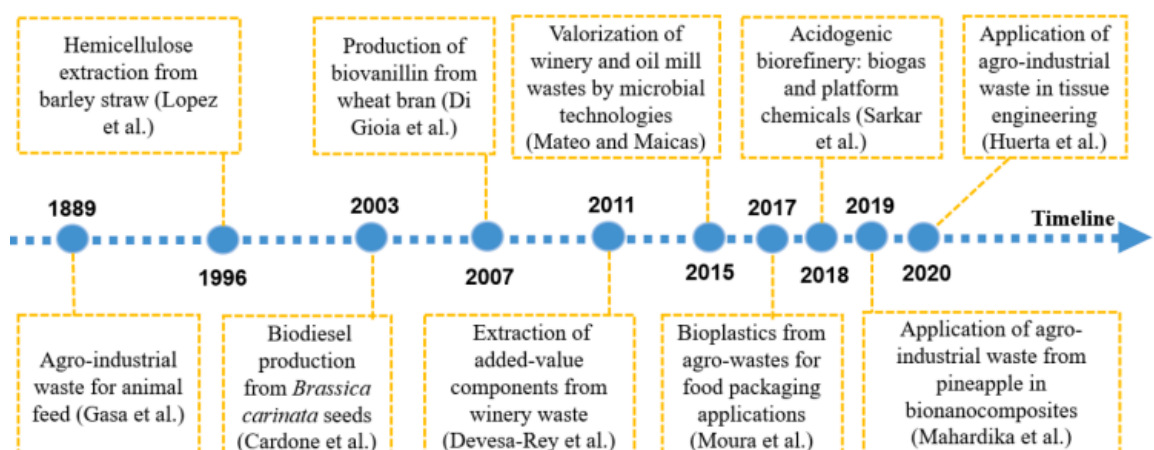 Hemicellulose
extraction from
barley straw (Lopez
et al.)
Production of
biovanillin from
wheat bran (Di
Gioia et al.)
Valorization of
winery and oil mill
wastes by microbial
technologies
(Mateo and Maicas)
Acidogenic
biorefinery: biogas
and platform
chemicals (Sarkar
et al.)
Application of
agro-industrial
waste in tissue
engineering
(Huerta et al.)
1889
2003
2011
2017
2019
Timeline
1996
2007
2015
2018
2020
Agro-industrial
waste for animal
feed (Gasa et al.)
Biodiesel
production
from Brassica
carinata seeds
(Cardone et al.)
Extraction of
added-value
components from
winery waste
(Devesa-Rey et al.)
Bioplastics from
agro-wastes for
food packaging
applications
(Moura et al.)
Application of agro-
industrial waste from
pineapple in
bionanocomposites
(Mahardika et al.)